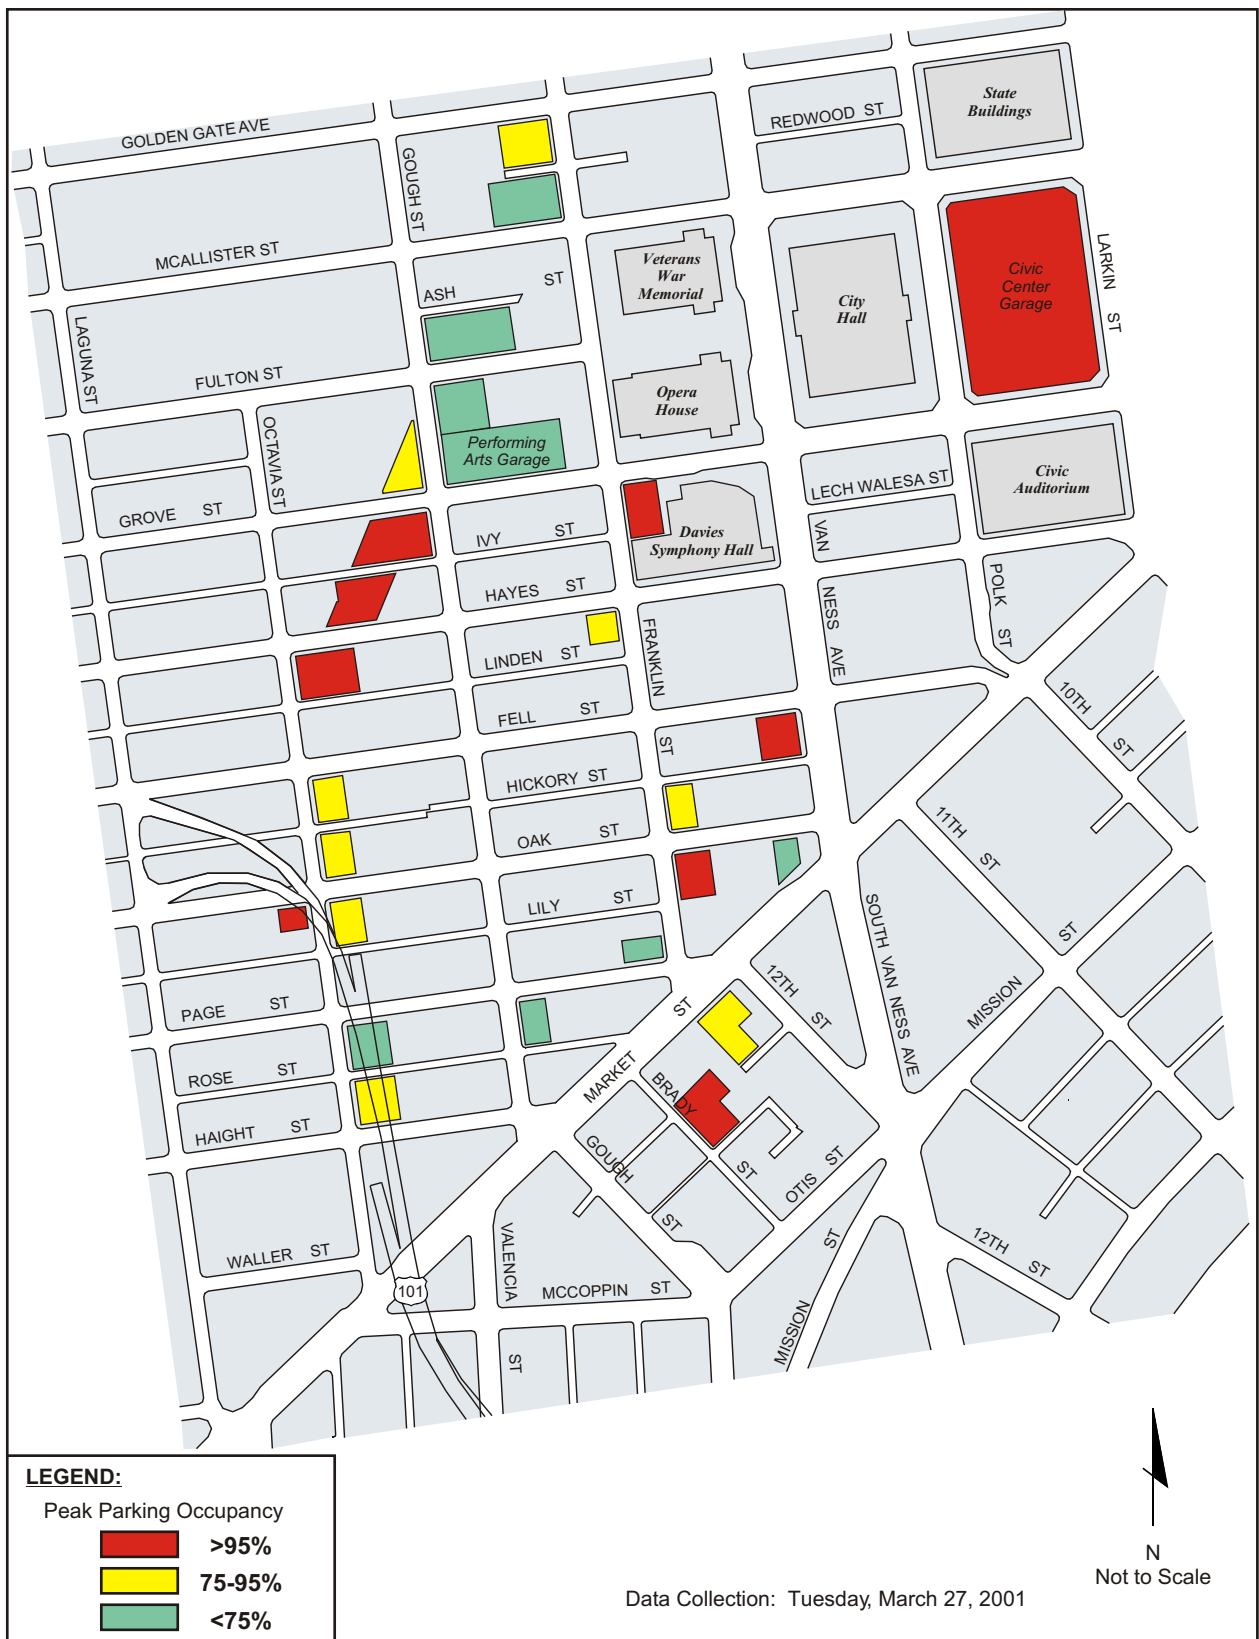 GOLDEN GATE AVE
REDWOOD ST
State
Buildings
GOUGH ST
MCALLISTER ST
ASH ST
Veterans
War
Memorial
City
Hall
Civic
Center
Garage
LARKIN ST
LAGUNA ST
FULTON ST
Opera
House
OCTAVIA ST
Performing
Arts Garage
GROVE ST
IVY ST
LECH WALESA ST
Civic
Auditorium
Davies
Symphony Hall
VAN NESS AVE
POLK ST
HAYES ST
LINDEN ST
FRANKLIN ST
FELL ST
10TH ST
HICKORY ST
OAK ST
11TH ST
LILY ST
SOUTH VAN NESS AVE
MISSION ST
PAGE ST
12TH ST
ROSE ST
MARKET ST
BRADY ST
HAIGHT ST
GOUGH ST
OTIS ST
WALLER ST
VALENCIA ST
MCCOPPIN ST
MISSION ST
12TH ST
101
LEGEND:
Peak Parking Occupancy
>95%
75-95%
<75%
Data Collection: Tuesday, March 27, 2001
N
Not to Scale